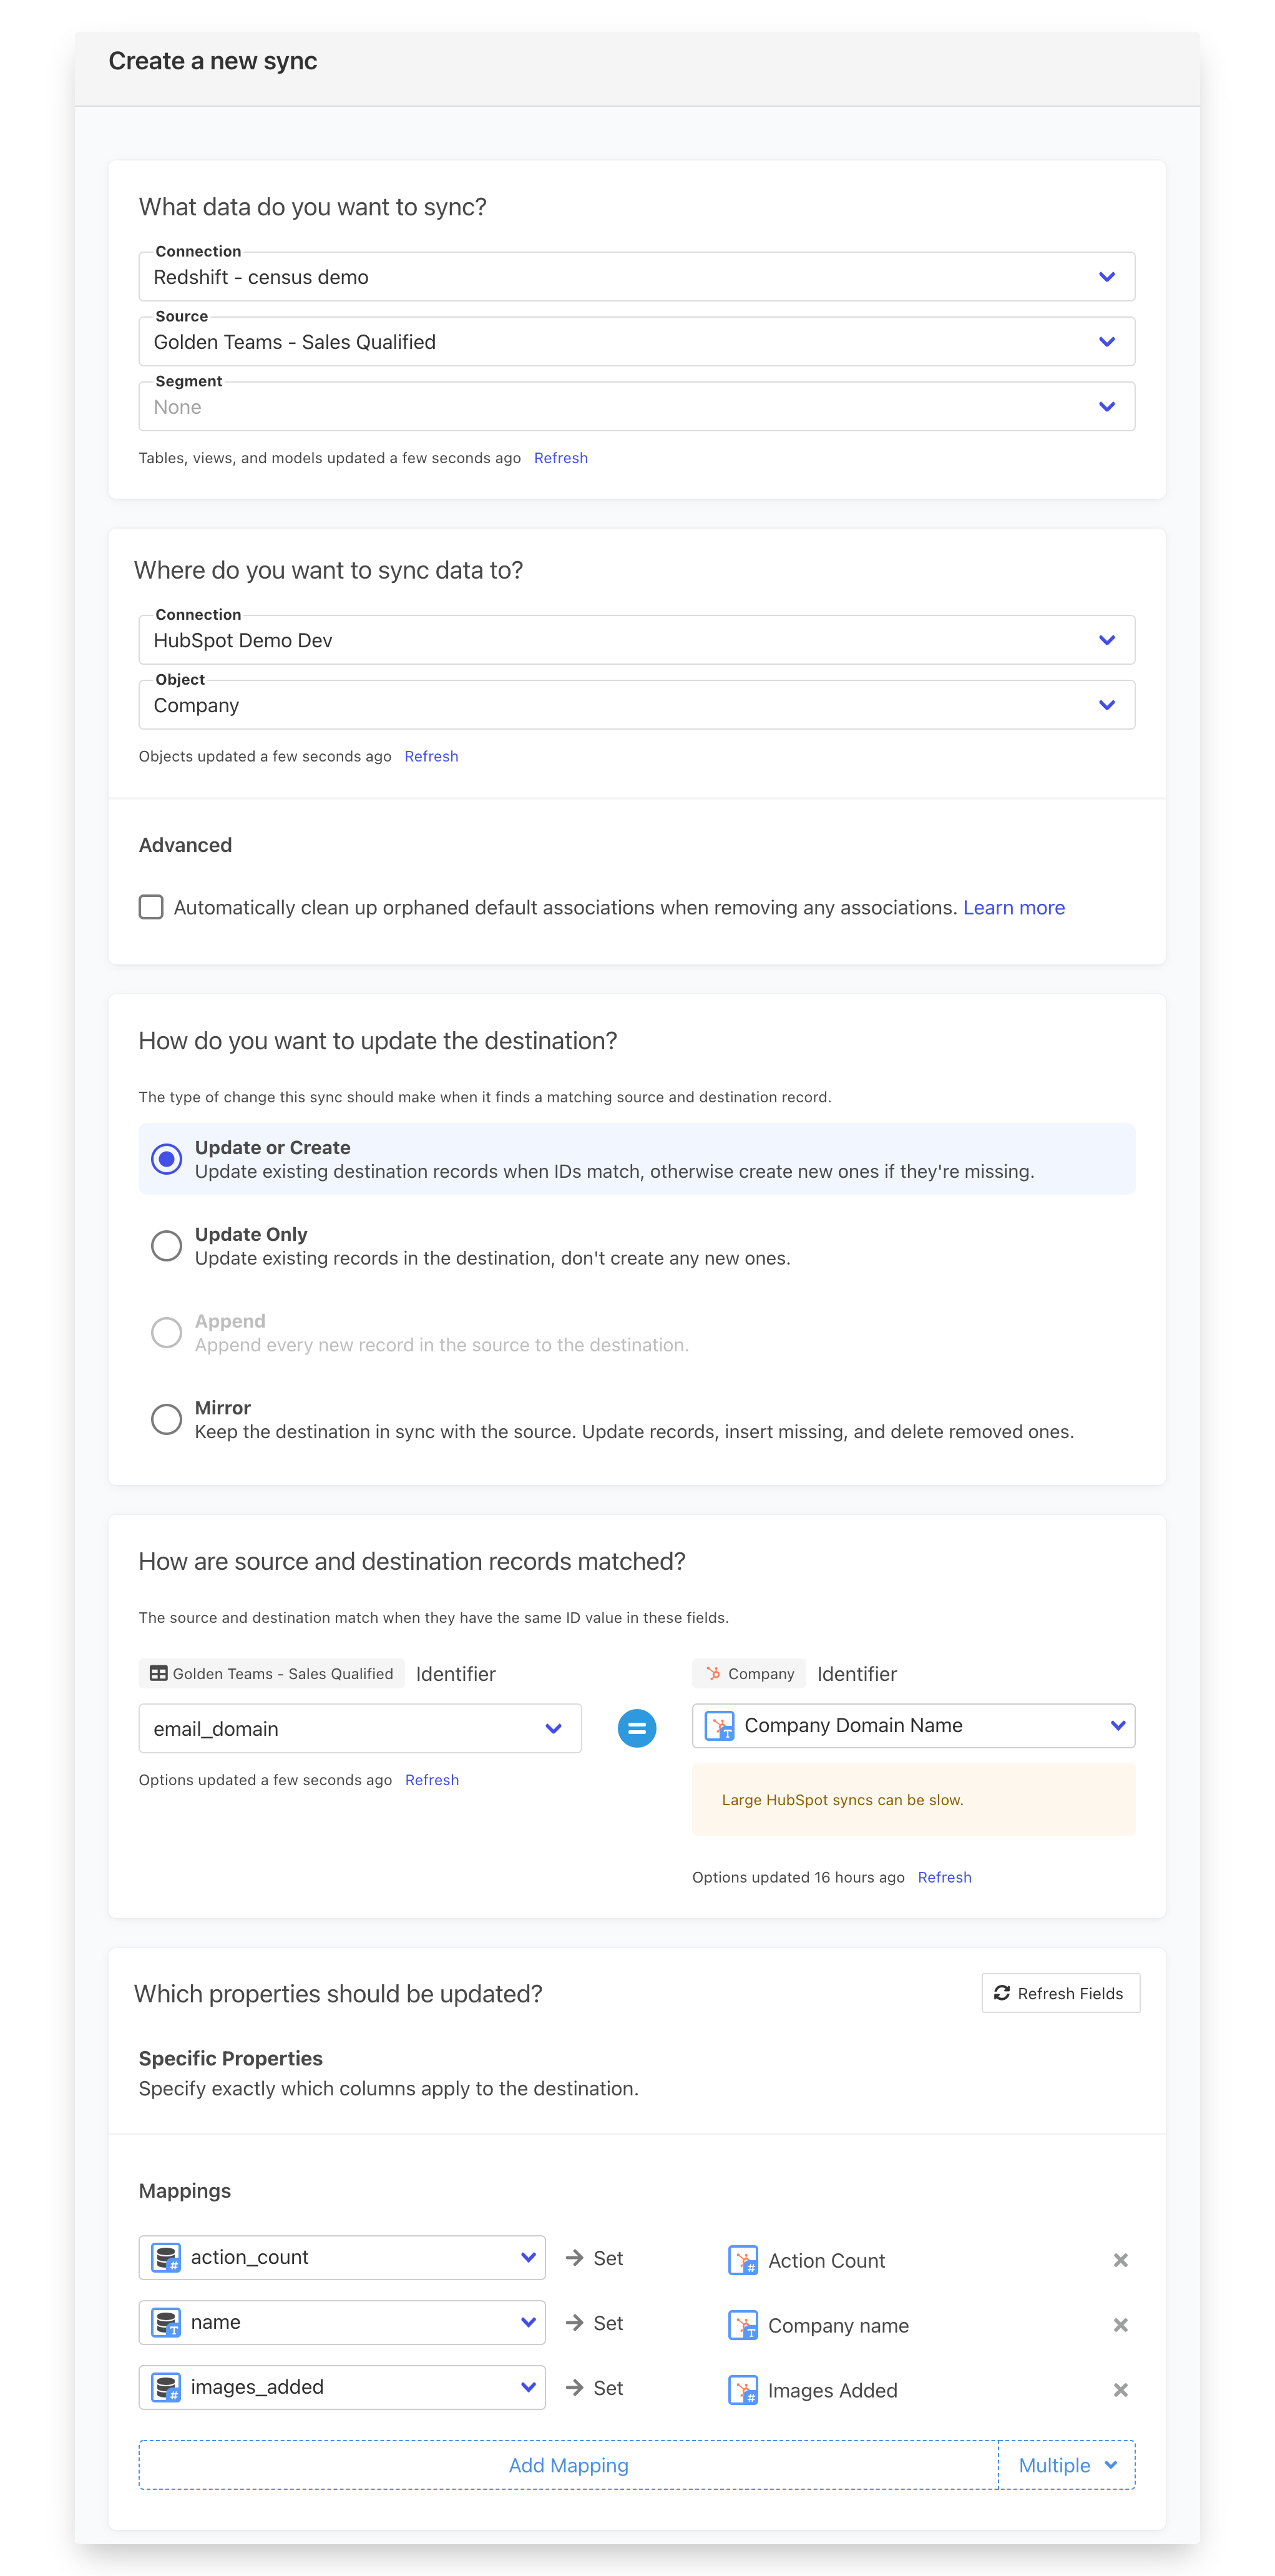 Create a new sync
What data do you want to sync?
Connection
Redshift - census demo
Source
Golden Teams - Sales Qualified
Segment
None
Tables, views, and models updated a few seconds ago Refresh
Where do you want to sync data to?
Connection
HubSpot Demo Dev
Object
Company
Objects updated a few seconds ago Refresh
Advanced
Automatically clean up orphaned default associations when removing any associations. Learn more
How do you want to update the destination?
The type of change this sync should make when it finds a matching source and destination record.
Update or Create
Update existing destination records when IDs match, otherwise create new ones if they're missing.
Update Only
Update existing records in the destination, don't create any new ones.
Append
Append every new record in the source to the destination.
Mirror
Keep the destination in sync with the source. Update records, insert missing, and delete removed ones.
How are source and destination records matched?
The source and destination match when they have the same ID value in these fields.
Golden Teams - Sales Qualified Identifier
Company Identifier
email_domain
= T Company Domain Name
Options updated a few seconds ago Refresh
Large HubSpot syncs can be slow.
Options updated 16 hours ago Refresh
Which properties should be updated?
Refresh Fields
Specific Properties
Specify exactly which columns apply to the destination.
Mappings
# action_count → Set # Action Count
T name → Set T Company name
# images_added → Set # Images Added
Add Mapping Multiple